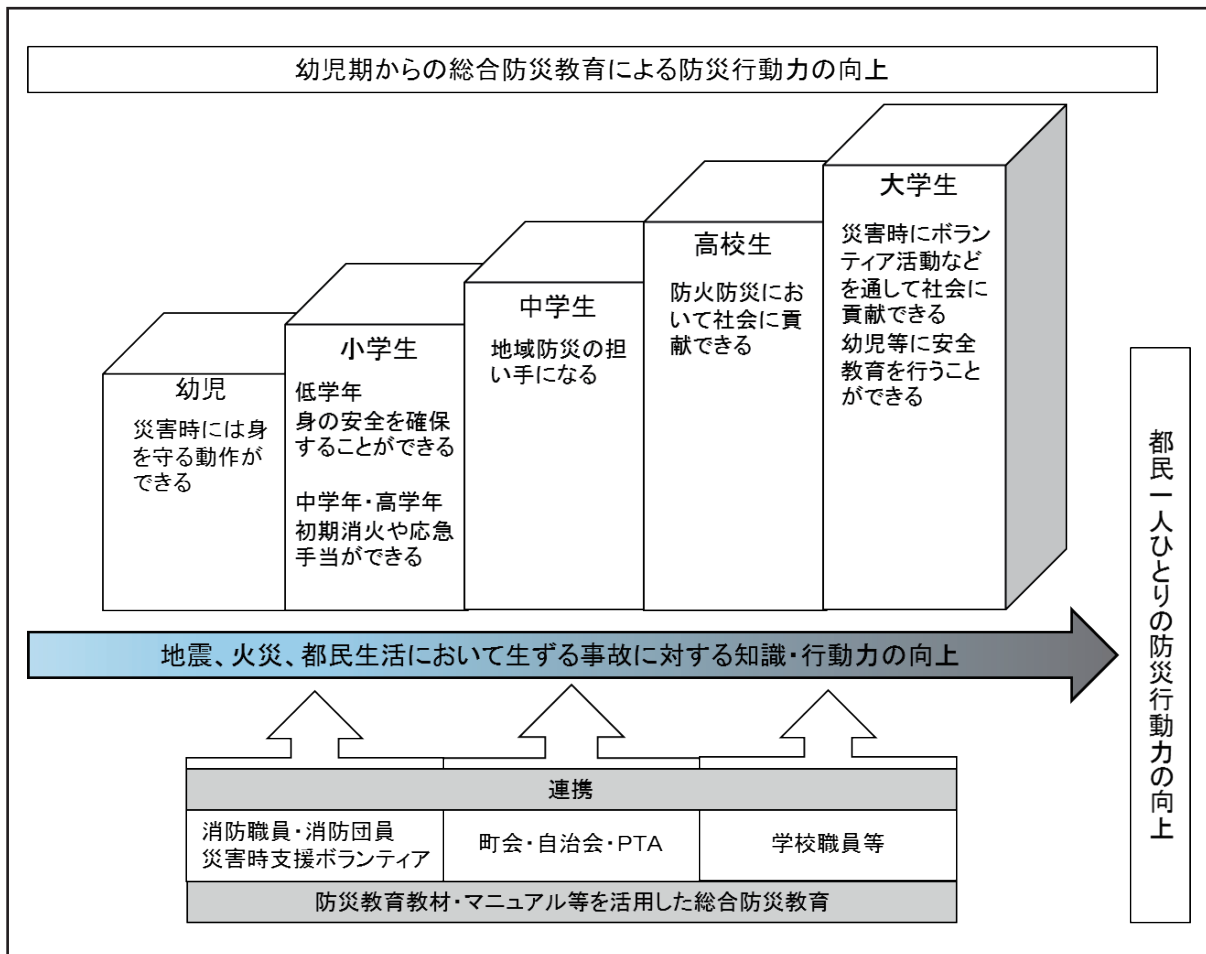 幼児期からの総合防災教育による防災行動力の向上
幼児
災害時には身
を守る動作が
できる
小学生
低学年
身の安全を確保
することができる
中学年・高学年
初期消火や応急
手当ができる
中学生
地域防災の担
い手になる
高校生
防火防災にお
いて社会に貢
献できる
大学生
災害時にボラン
ティア活動など
を通して社会に
貢献できる
幼児等に安全
教育を行うこと
ができる
地震、火災、都民生活において生ずる事故に対する知識・行動力の向上
連携
消防職員・消防団員
災害時支援ボランティア
町会・自治会・PTA
学校職員等
防災教育教材・マニュアル等を活用した総合防災教育
都民一人ひとりの防災行動力の向上